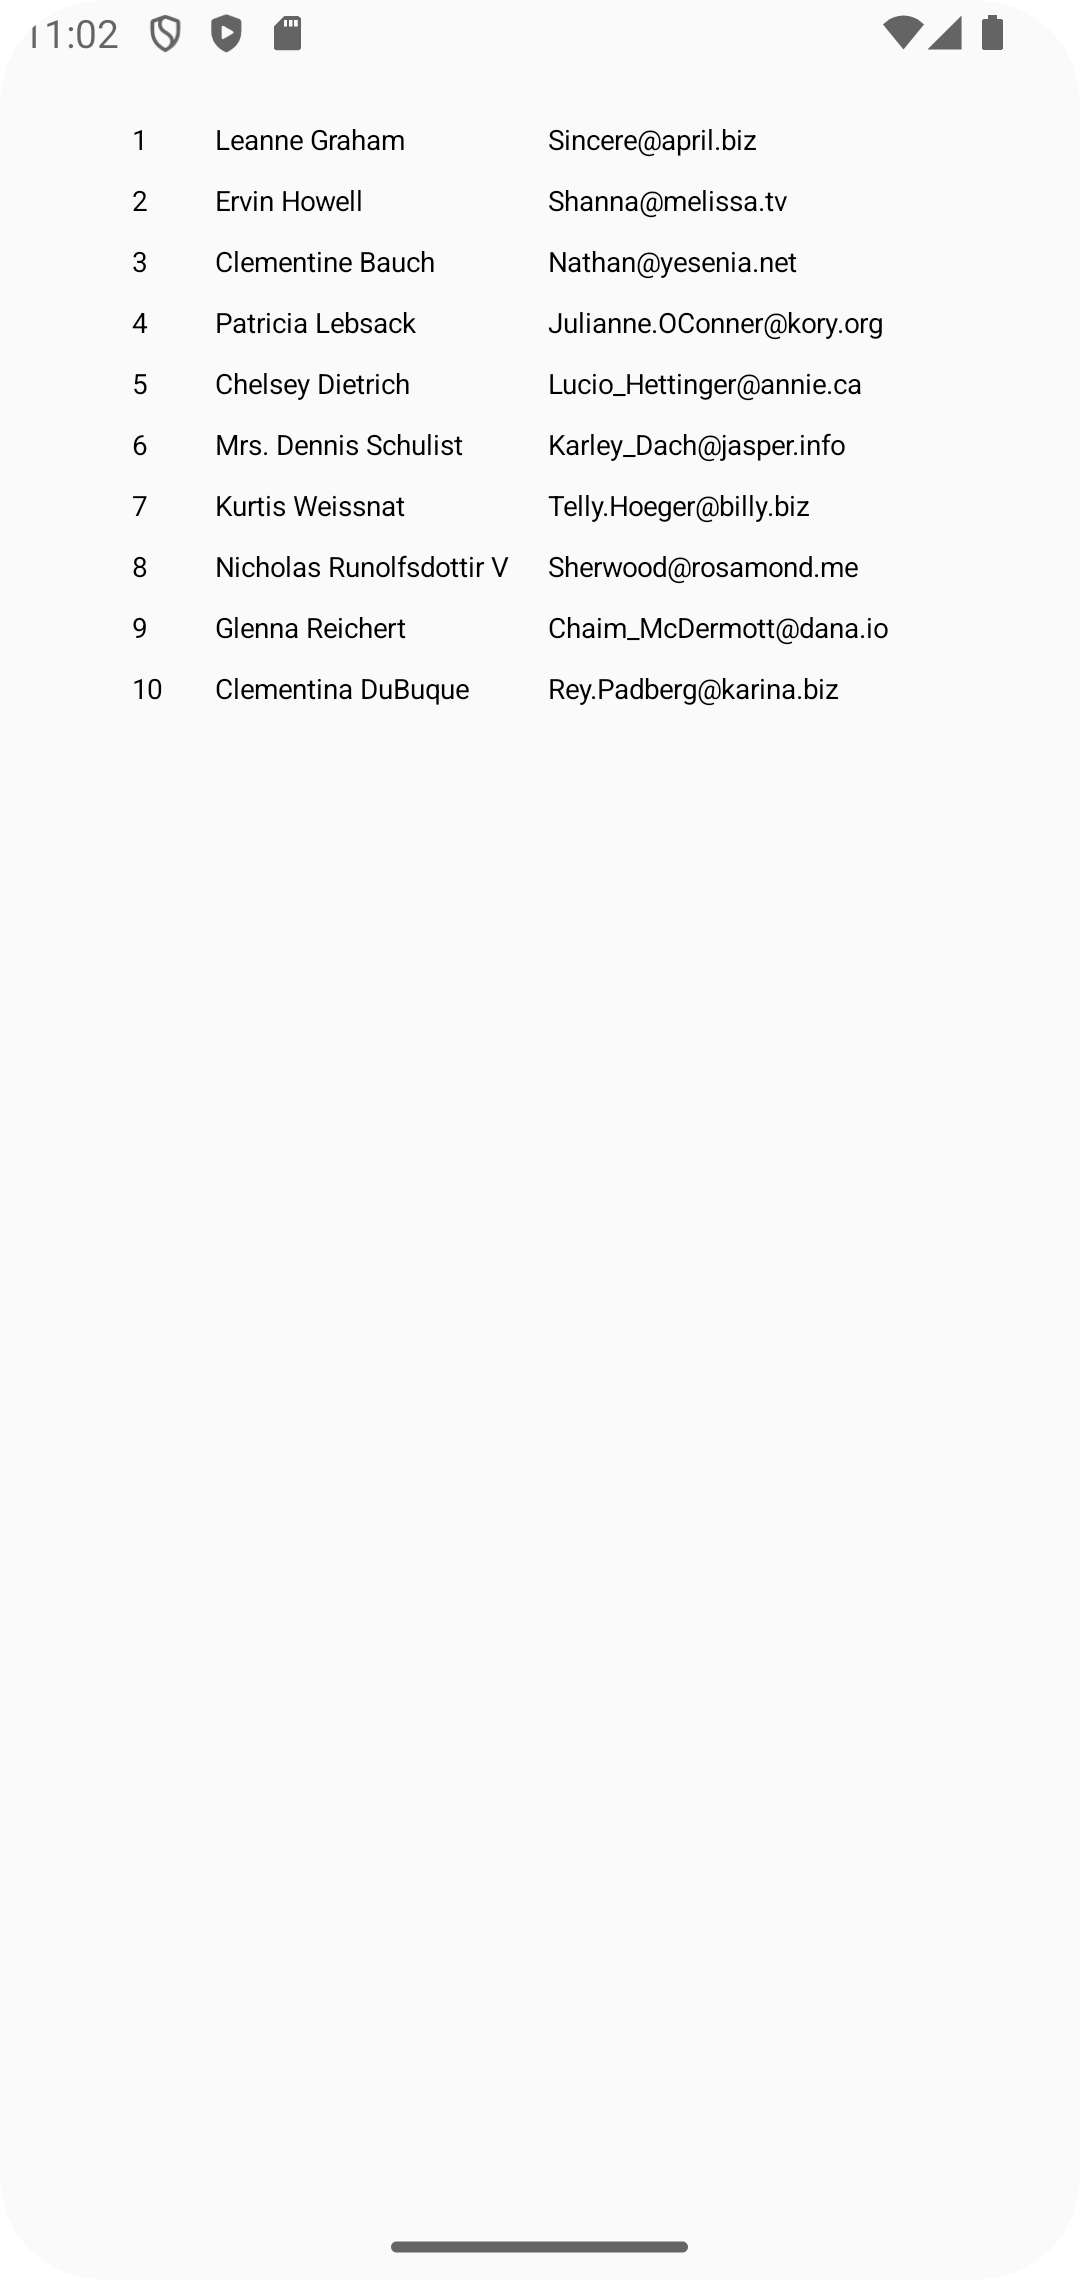 11:02
1 Leanne Graham Sincere@april.biz
2 Ervin Howell Shanna@melissa.tv
3 Clementine Bauch Nathan@yesenia.net
4 Patricia Lebsack Julianne.OConner@kory.org
5 Chelsey Dietrich Lucio_Hettinger@annie.ca
6 Mrs. Dennis Schulist Karley_Dach@jasper.info
7 Kurtis Weissnat Telly.Hoeger@billy.biz
8 Nicholas Runolfsdottir V Sherwood@rosamond.me
9 Glenna Reichert Chaim_McDermott@dana.io
10 Clementina DuBuque Rey.Padberg@karina.biz